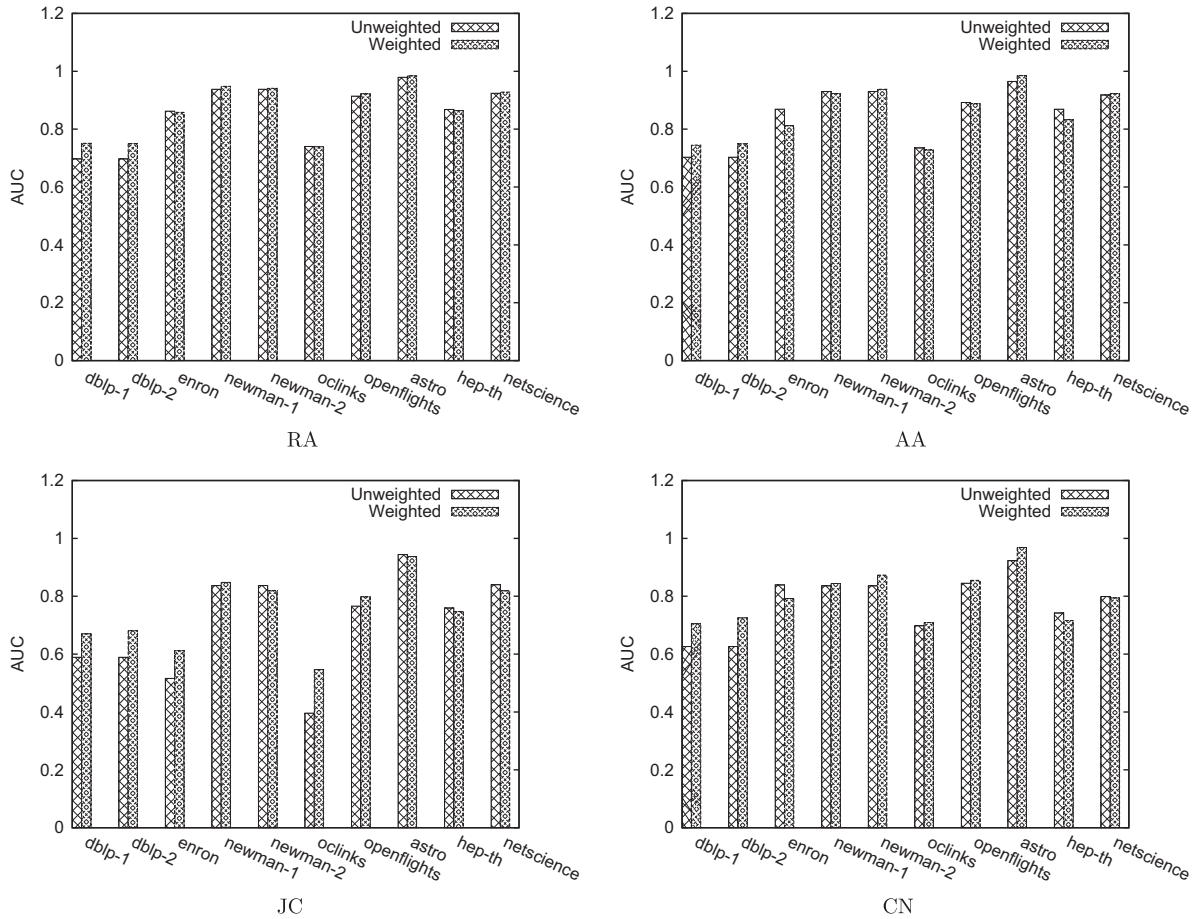 1.2
1
0.8
0.6
0.4
0.2
0
AUC
Unweighted
Weighted
dblp-1
dblp-2
enron
newman-1
newman-2
oclinks
openflights
astro
hep-th
netscience
RA
1.2
1
0.8
0.6
0.4
0.2
0
AUC
Unweighted
Weighted
dblp-1
dblp-2
enron
newman-1
newman-2
oclinks
openflights
astro
hep-th
netscience
AA
1.2
1
0.8
0.6
0.4
0.2
0
AUC
Unweighted
Weighted
dblp-1
dblp-2
enron
newman-1
newman-2
oclinks
openflights
astro
hep-th
netscience
JC
1.2
1
0.8
0.6
0.4
0.2
0
AUC
Unweighted
Weighted
dblp-1
dblp-2
enron
newman-1
newman-2
oclinks
openflights
astro
hep-th
netscience
CN